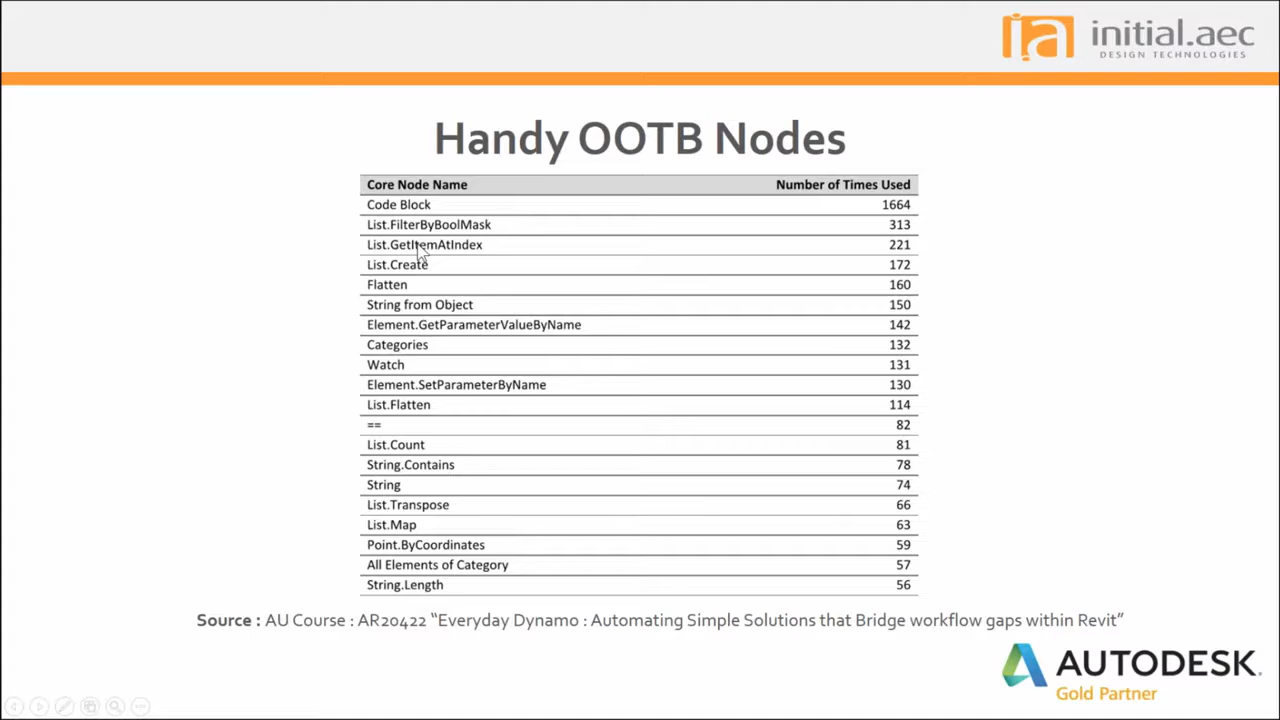 ia initial.aec
DESIGN TECHNOLOGIES
Handy OOTB Nodes
Core Node Name Number of Times Used
Code Block 1664
List.FilterByBoolMask 313
List.GetItemAtIndex 221
List.Create 172
Flatten 160
String from Object 150
Element.GetParameterValueByName 142
Categories 132
Watch 131
Element.SetParameterByName 130
List.Flatten 114
== 82
List.Count 81
String.Contains 78
String 74
List.Transpose 66
List.Map 63
Point.ByCoordinates 59
All Elements of Category 57
String.Length 56
Source : AU Course : AR20422 “Everyday Dynamo : Automating Simple Solutions that Bridge workflow gaps within Revit”
AUTODESK.
Gold Partner